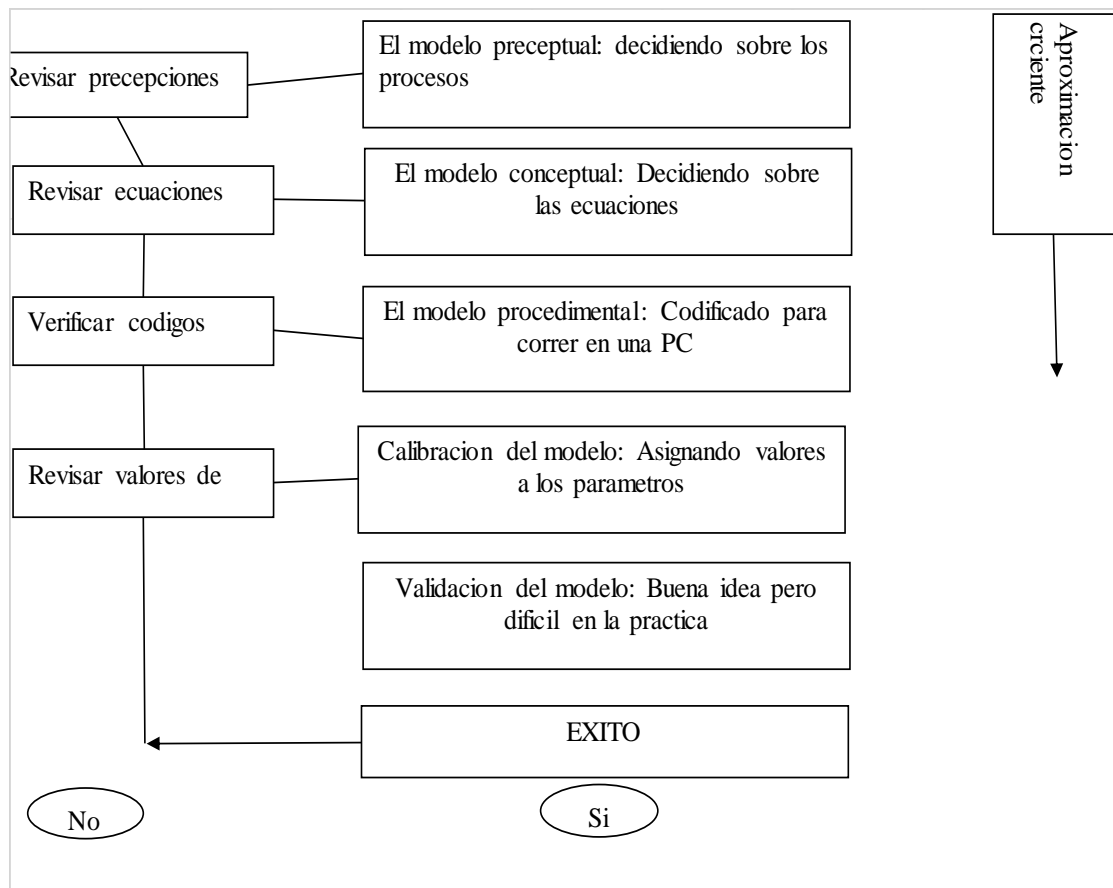 Revisar precepciones
El modelo preceptual: decidiendo sobre los
procesos
Aproximacion
crciente
Revisar ecuaciones
El modelo conceptual: Decidiendo sobre
las ecuaciones
Verificar codigos
El modelo procedimental: Codificado para
correr en una PC
Revisar valores de
Calibracion del modelo: Asignando valores
a los parametros
Validacion del modelo: Buena idea pero
dificil en la practica
EXITO
No
Si